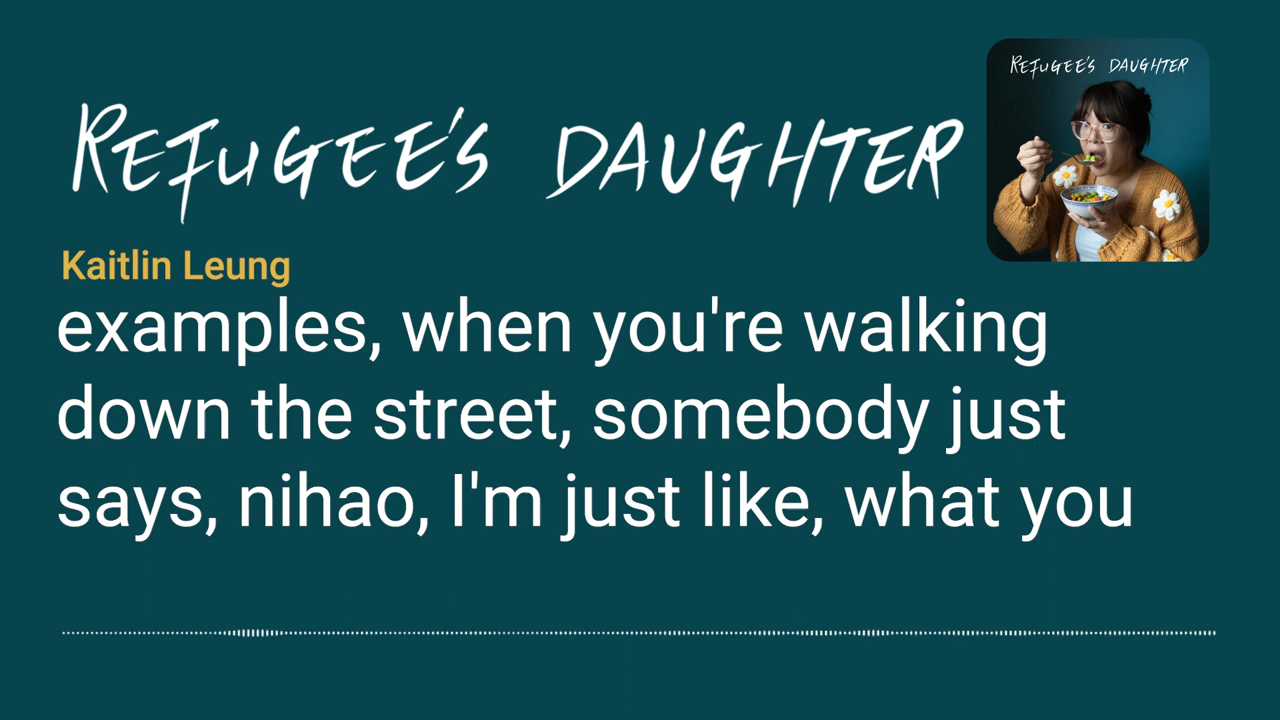 REFUGEE'S DAUGHTER
REFUGEE'S DAUGHTER
Kaitlin Leung
examples, when you're walking
down the street, somebody just
says, nihao, I'm just like, what you